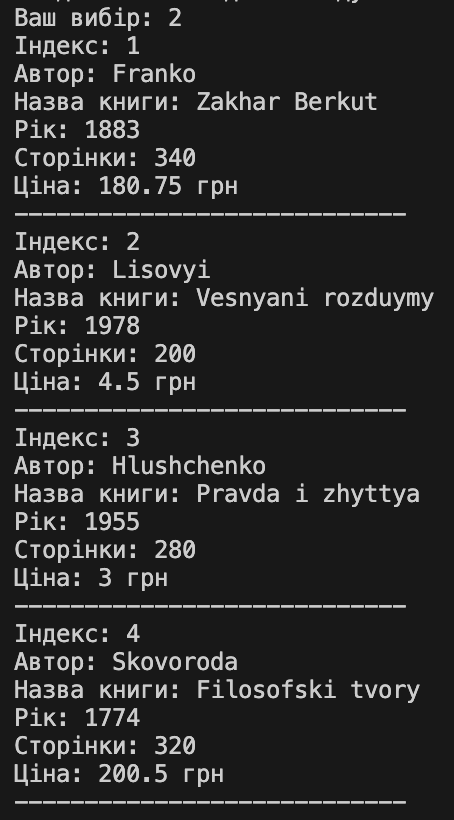 Ваш вибір: 2
Індекс: 1
Автор: Franko
Назва книги: Zakhar Berkut
Рік: 1883
Сторінки: 340
Ціна: 180.75 грн
----------------------------
Індекс: 2
Автор: Lisovyi
Назва книги: Vesnyani rozduymy
Рік: 1978
Сторінки: 200
Ціна: 4.5 грн
----------------------------
Індекс: 3
Автор: Hlushchenko
Назва книги: Pravda i zhyttya
Рік: 1955
Сторінки: 280
Ціна: 3 грн
----------------------------
Індекс: 4
Автор: Skovoroda
Назва книги: Filosofski tvory
Рік: 1774
Сторінки: 320
Ціна: 200.5 грн
----------------------------